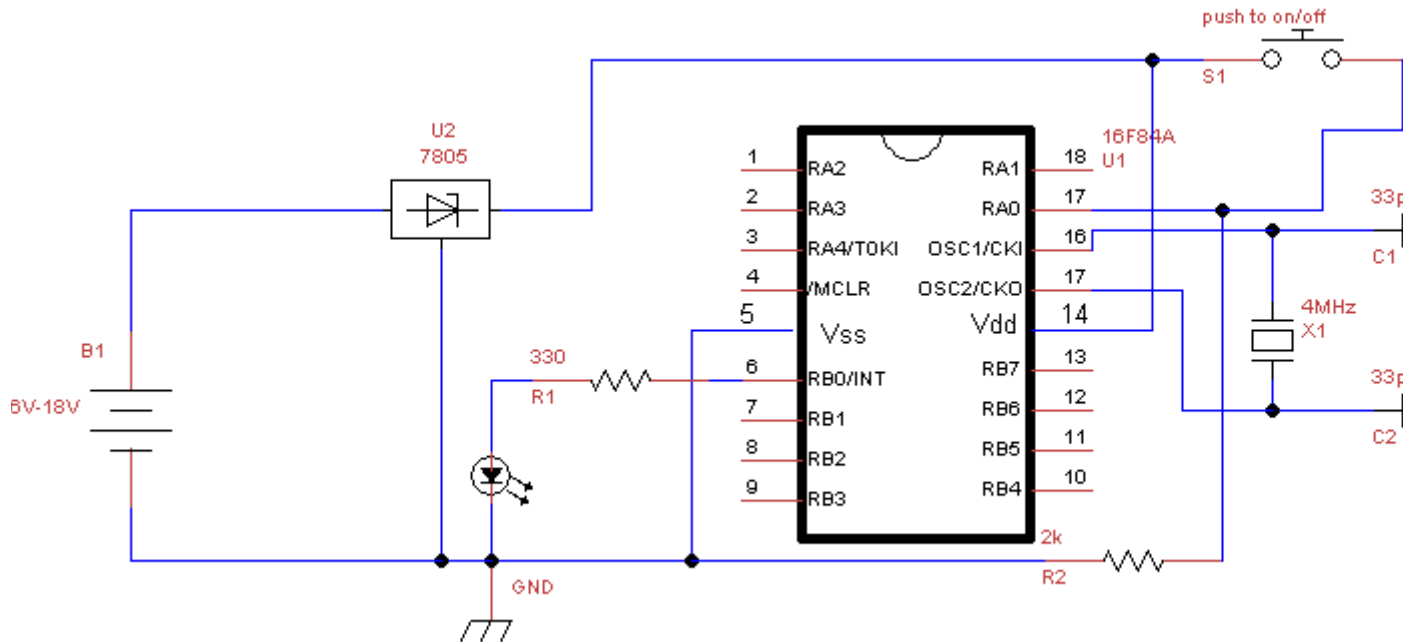 push to on/off
S1
U2
7805
16F84A
U1
1
RA2
RA1
18
2
RA3
RA0
17
33p
3
RA4/T0KI
OSC1/CKI
16
C1
4
/MCLR
OSC2/CKO
17
4MHz
X1
5
Vss
Vdd
14
B1
330
R1
6
RB0/INT
RB7
13
33p
6V-18V
7
RB1
RB6
12
C2
8
RB2
RB5
11
9
RB3
RB4
10
2k
R2
GND